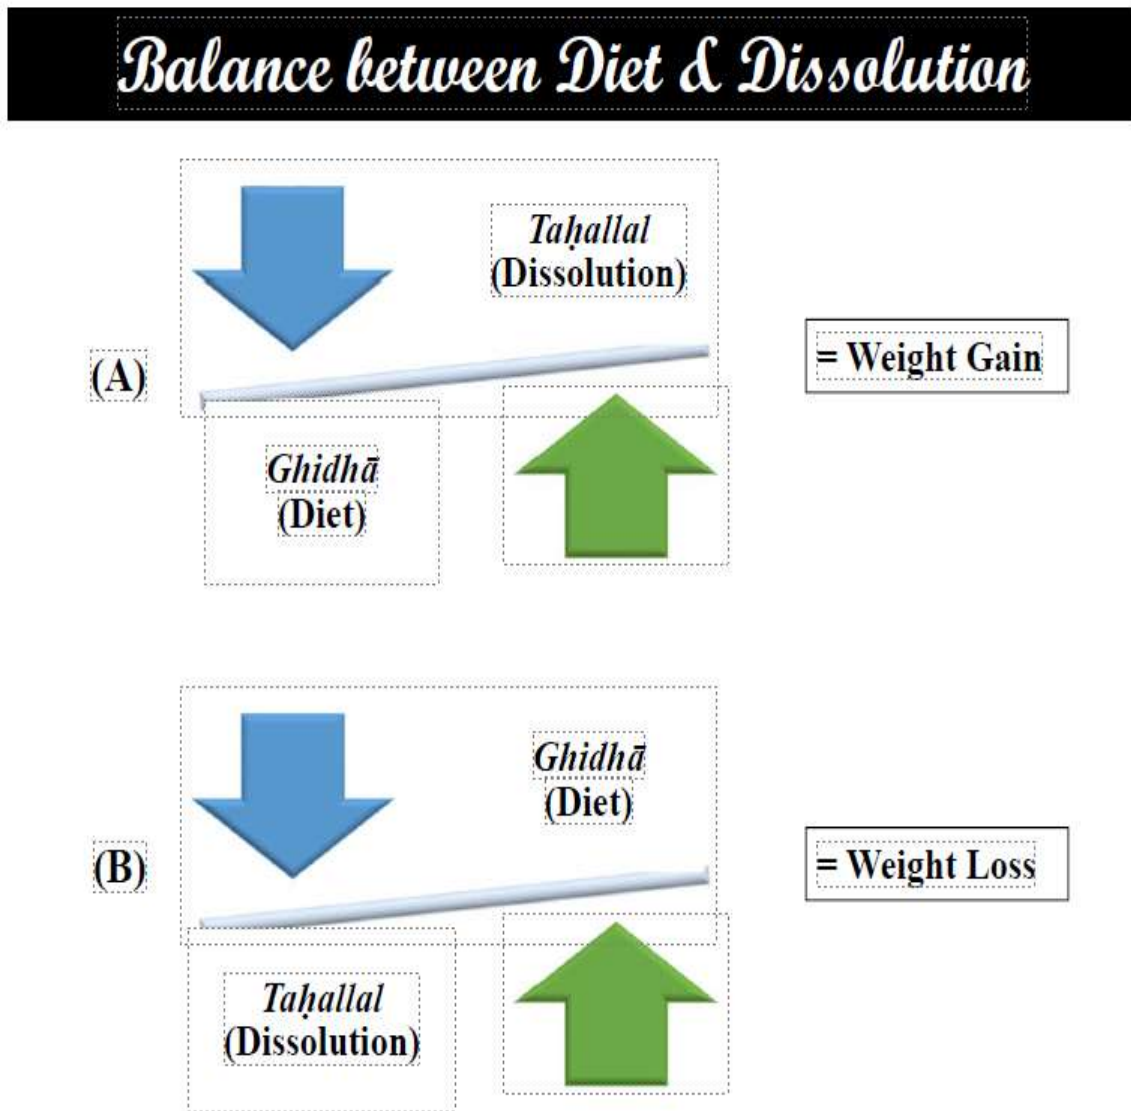 Balance between Diet & Dissolution
Taḥallal
(Dissolution)
(A)
= Weight Gain
Ghidhā
(Diet)
Ghidhā
(Diet)
(B)
= Weight Loss
Taḥallal
(Dissolution)